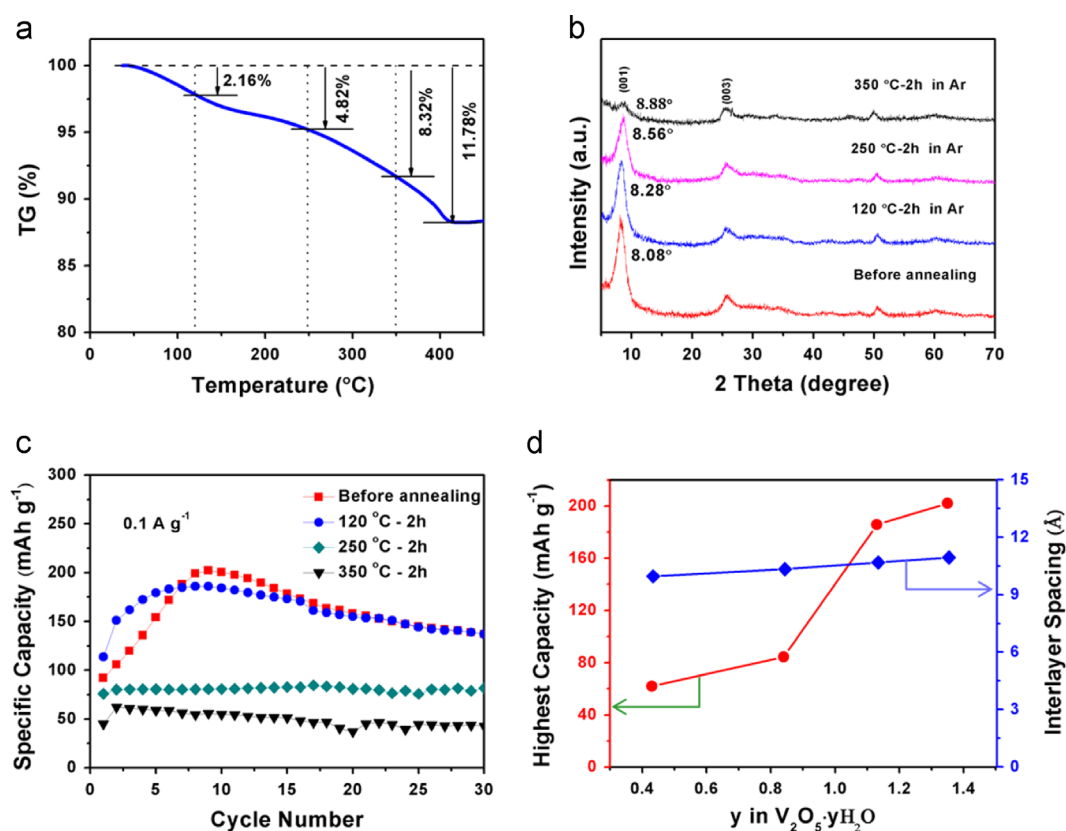 a
100
95
90
85
80
TG (%)
2.16%
4.82%
8.32%
11.78%
0
100
200
300
400
Temperature (°C)
b
Intensity (a.u.)
(001)
(003)
8.88°
350 °C-2h in Ar
8.56°
250 °C-2h in Ar
8.28°
120 °C-2h in Ar
8.08°
Before annealing
10
20
30
40
50
60
70
2 Theta (degree)
c
Specific Capacity (mAh g⁻¹)
300
250
200
150
100
50
0
0.1 A g⁻¹
Before annealing
120 °C - 2h
250 °C - 2h
350 °C - 2h
0
5
10
15
20
25
30
Cycle Number
d
Highest Capacity (mAh g⁻¹)
200
160
120
80
40
0
15
12
9
6
3
0
Interlayer Spacing (Å)
0.4
0.6
0.8
1.0
1.2
1.4
y in V₂O₅·yH₂O